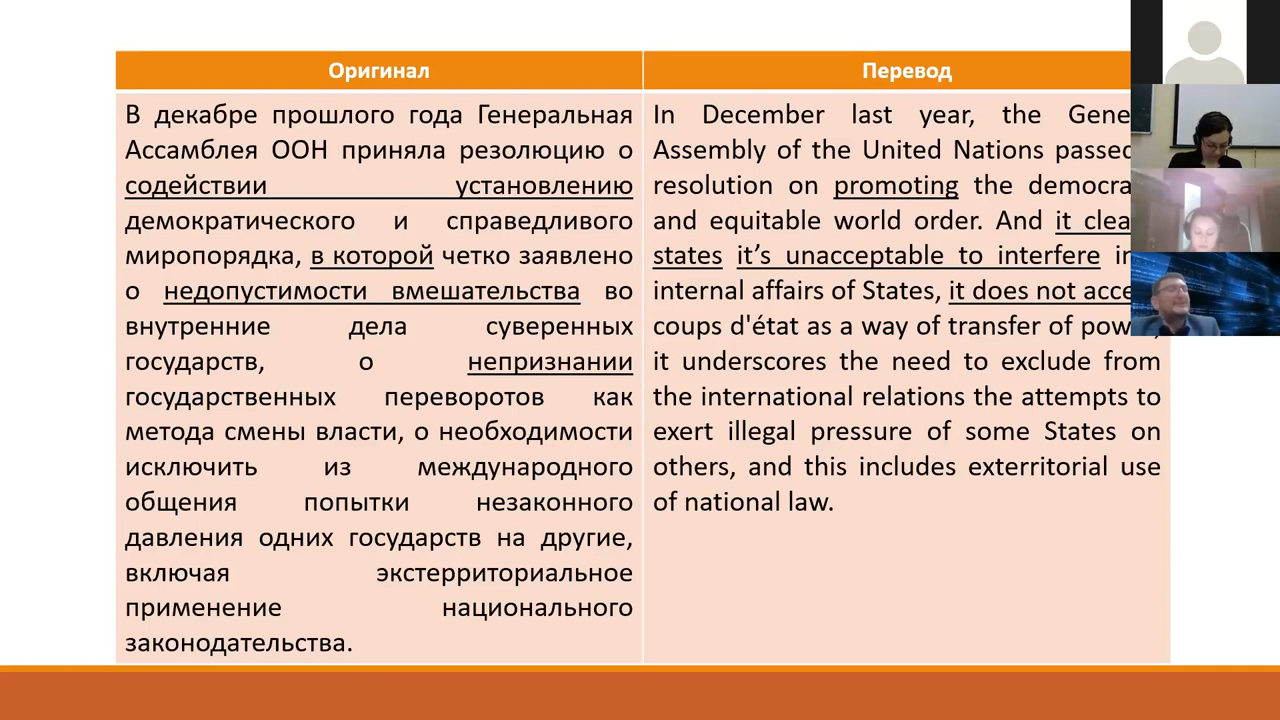 Оригинал
Перевод
В декабре прошлого года Генеральная
Ассамблея ООН приняла резолюцию о
содействии установлению
демократического и справедливого
миропорядка, в которой четко заявлено
о недопустимости вмешательства во
внутренние дела суверенных
государств, о непризнании
государственных переворотов как
метода смены власти, о необходимости
исключить из международного
общения попытки незаконного
давления одних государств на другие,
включая экстерриториальное
применение национального
законодательства.
In December last year, the
Assembly of the United Nations passed
resolution on promoting the
and equitable world order. And it
states it’s unacceptable to interfere
internal affairs of States, it does not
coups d'état as a way of transfer of
it underscores the need to exclude from
the international relations the attempts to
exert illegal pressure of some States on
others, and this includes exterritorial use
of national law.